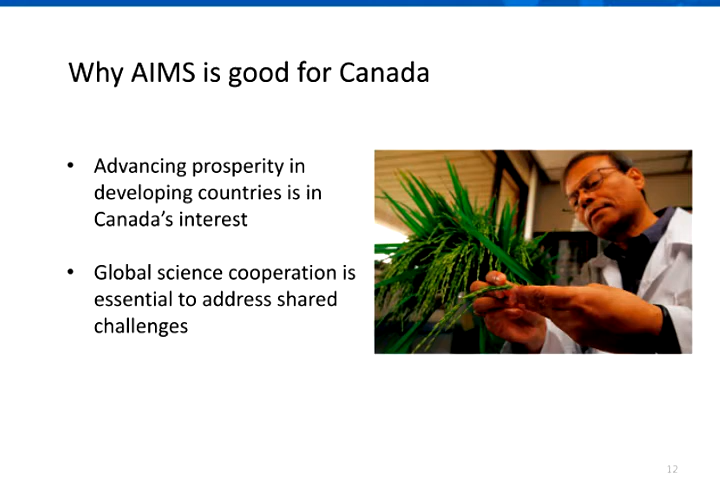 Why AIMS is good for Canada
• Advancing prosperity in
developing countries is in
Canada's interest
• Global science cooperation is
essential to address shared
challenges
12